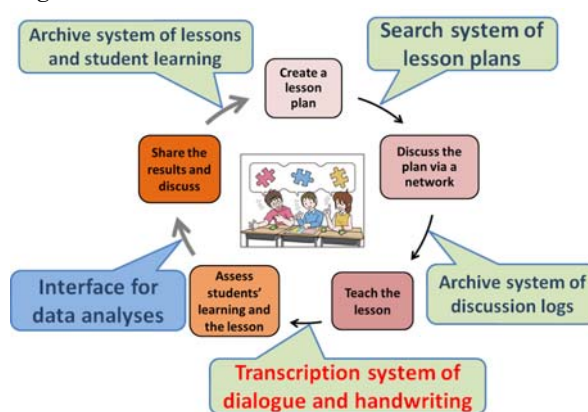 Archive system of lessons
and student learning
Search system of
lesson plans
Create a
lesson
plan
Share the
results and
discuss
Discuss the
plan via a
network
Interface for
data analyses
Assess
students'
learning and
the lesson
Teach the
lesson
Archive system of
discussion logs
Transcription system of
dialogue and handwriting